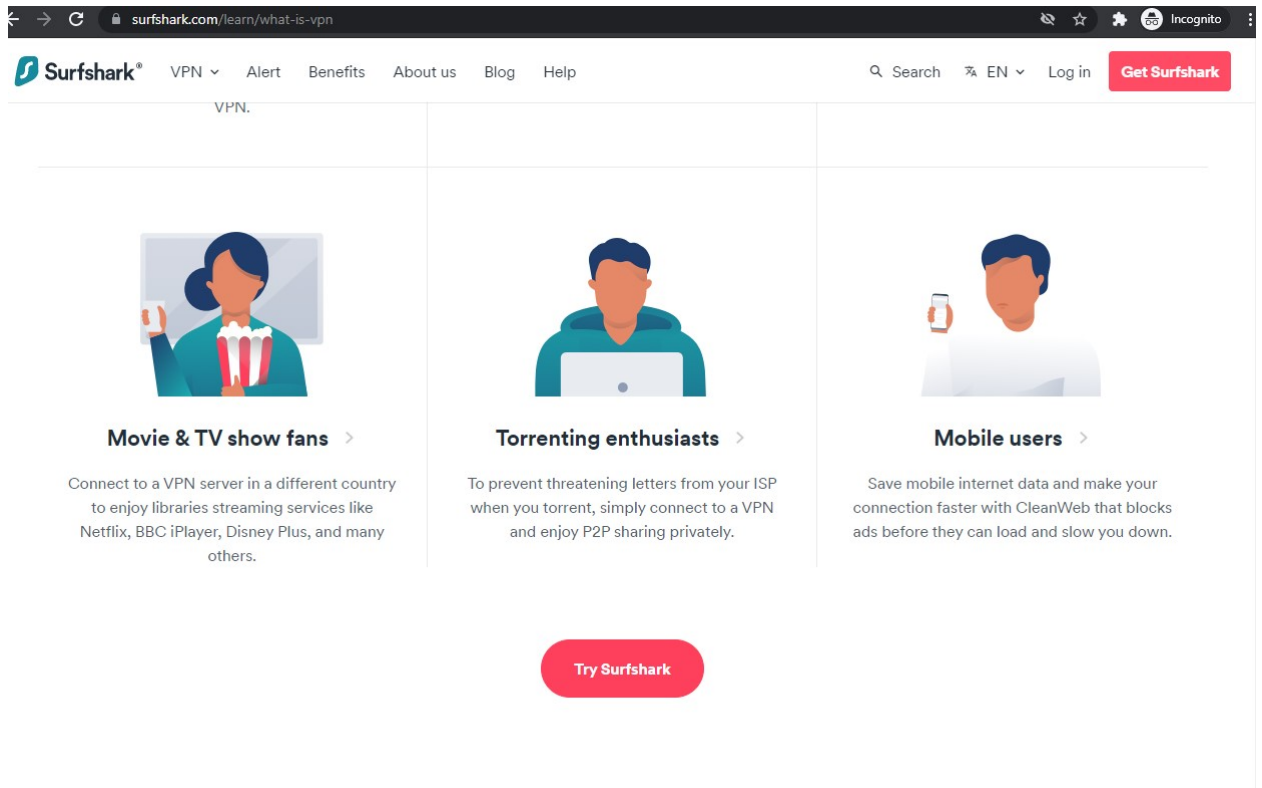 surfshark.com/learn/what-is-vpn
Incognito
Surfshark®
VPN
Alert
Benefits
About us
Blog
Help
Search
EN
Log in
Get Surfshark
VPN.
Movie & TV show fans
Connect to a VPN server in a different country
to enjoy libraries streaming services like
Netflix, BBC iPlayer, Disney Plus, and many
others.
Torrenting enthusiasts
To prevent threatening letters from your ISP
when you torrent, simply connect to a VPN
and enjoy P2P sharing privately.
Mobile users
Save mobile internet data and make your
connection faster with CleanWeb that blocks
ads before they can load and slow you down.
Try Surfshark